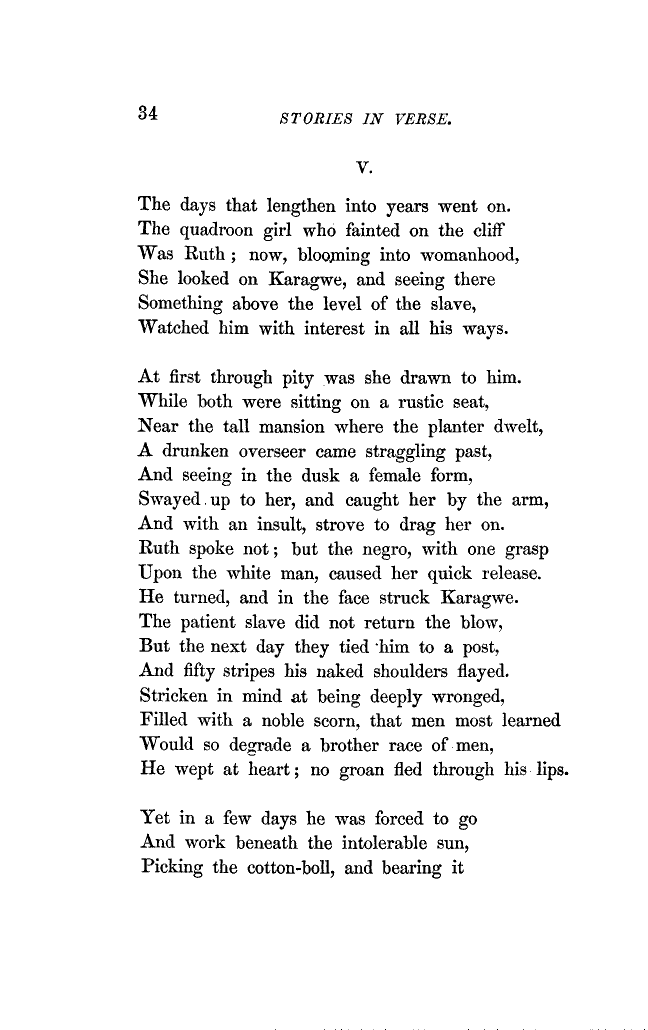 34
STORIES IN VERSE.
V.
The days that lengthen into years went on.
The quadroon girl who fainted on the cliff
Was Ruth ; now, blooming into womanhood,
She looked on Karagwe, and seeing there
Something above the level of the slave,
Watched him with interest in all his ways.
At first through pity was she drawn to him.
While both were sitting on a rustic seat,
Near the tall mansion where the planter dwelt,
A drunken overseer came straggling past,
And seeing in the dusk a female form,
Swayed up to her, and caught her by the arm,
And with an insult, strove to drag her on.
Ruth spoke not ; but the negro, with one grasp
Upon the white man, caused her quick release.
He turned, and in the face struck Karagwe.
The patient slave did not return the blow,
But the next day they tied him to a post,
And fifty stripes his naked shoulders flayed.
Stricken in mind at being deeply wronged,
Filled with a noble scorn, that men most learned
Would so degrade a brother race of men,
He wept at heart ; no groan fled through his lips.
Yet in a few days he was forced to go
And work beneath the intolerable sun,
Picking the cotton-boll, and bearing it